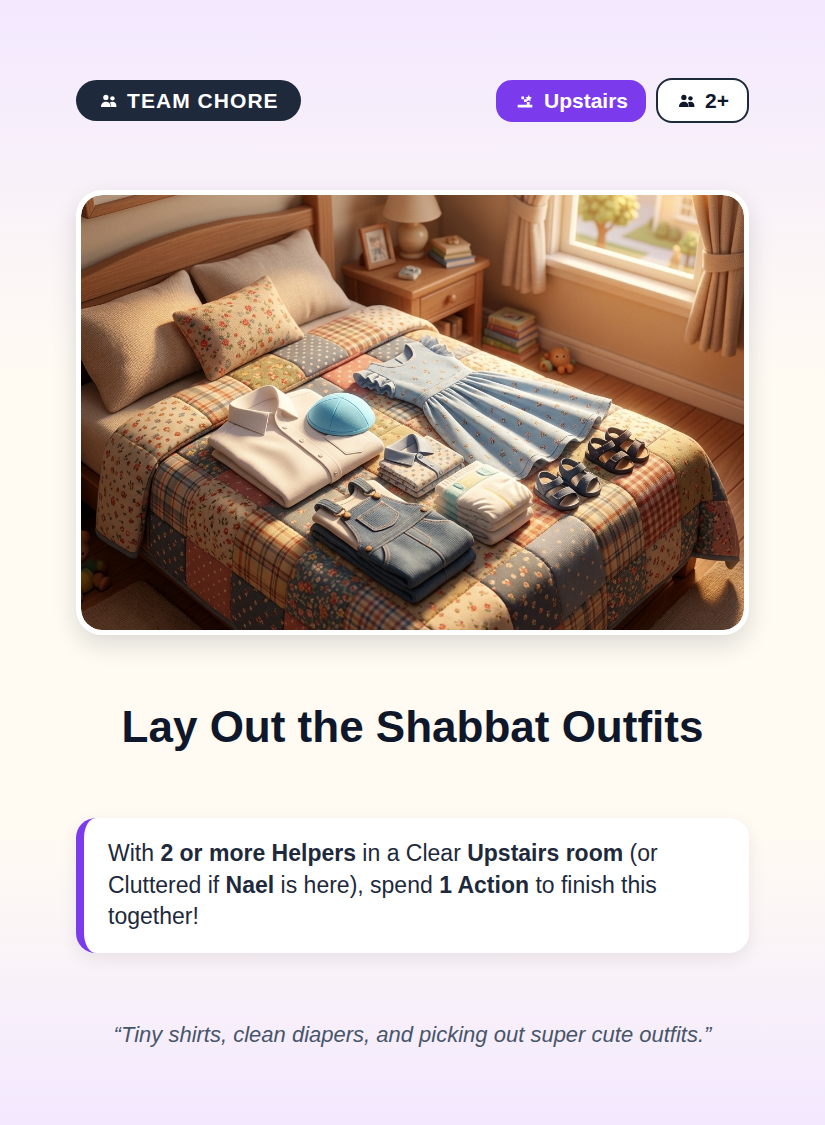 TEAM CHORE
Upstairs
2+
Lay Out the Shabbat Outfits
With 2 or more Helpers in a Clear Upstairs room (or
Cluttered if Nael is here), spend 1 Action to finish this
together!
“Tiny shirts, clean diapers, and picking out super cute outfits.”